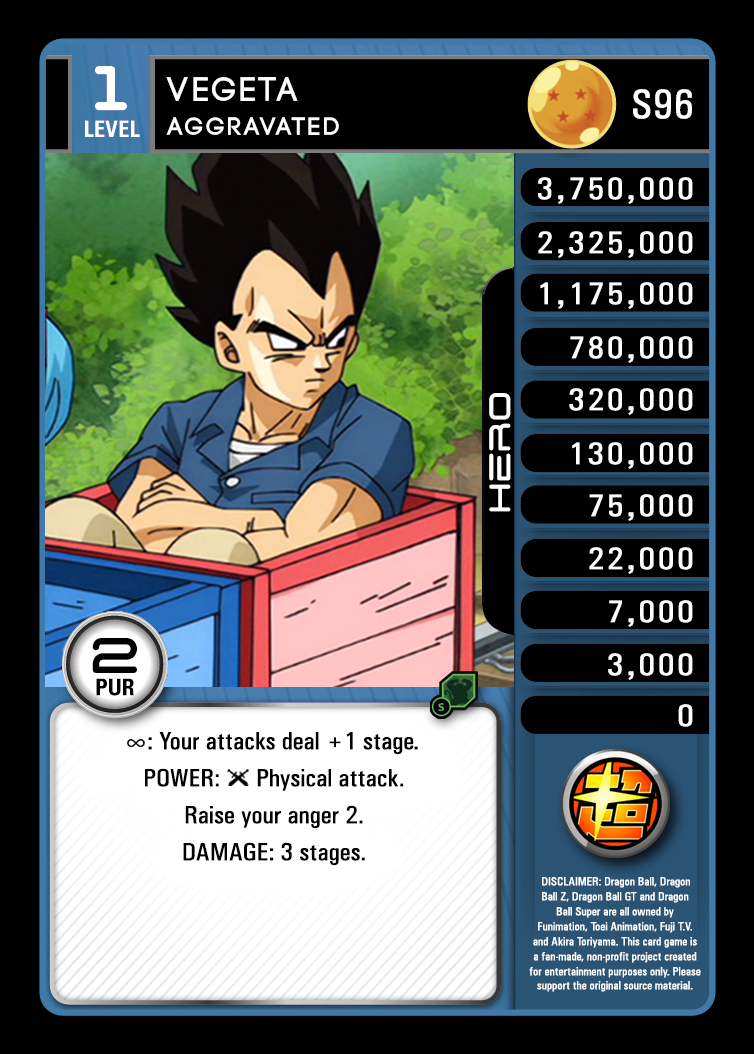 1
LEVEL
VEGETA
AGGRAVATED
S96
3,750,000
2,325,000
1,175,000
780,000
320,000
130,000
75,000
22,000
7,000
3,000
0
HERO
2
PUR
S
∞: Your attacks deal +1 stage.
POWER: Physical attack.
Raise your anger 2.
DAMAGE: 3 stages.
DISCLAIMER: Dragon Ball, Dragon
Ball Z, Dragon Ball GT and Dragon
Ball Super are all owned by
Funimation, Toei Animation, Fuji T.V.
and Akira Toriyama. This card game is
a fan-made, non-profit project created
for entertainment purposes only. Please
support the original source material.